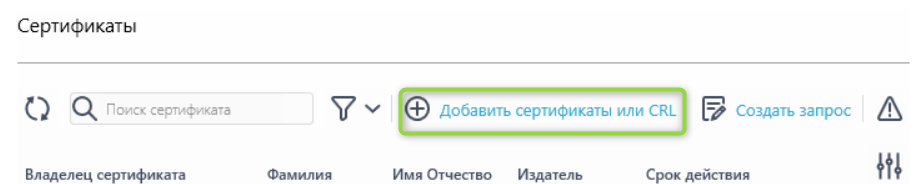 Сертификаты
Поиск сертификата Добавить сертификаты или CRL Создать запрос
Владелец сертификата Фамилия Имя Отчество Издатель Срок действия